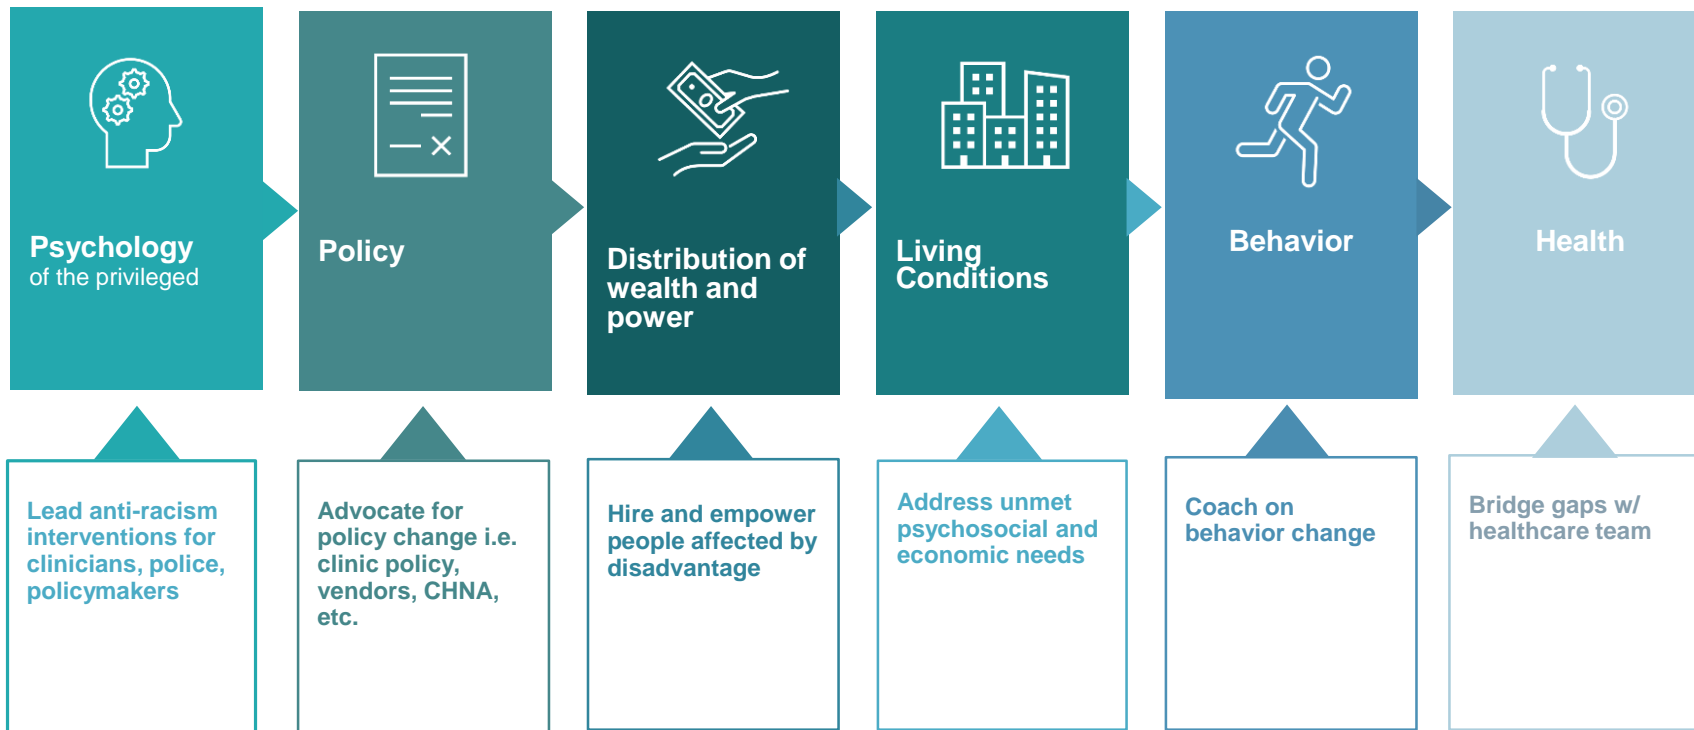 Psychology
of the privileged
Policy
Distribution of
wealth and
power
Living
Conditions
Behavior
Health
Lead anti-racism
interventions for
clinicians, police,
policymakers
Advocate for
policy change i.e.
clinic policy,
vendors, CHNA,
etc.
Hire and empower
people affected by
disadvantage
Address unmet
psychosocial and
economic needs
Coach on
behavior change
Bridge gaps w/
healthcare team